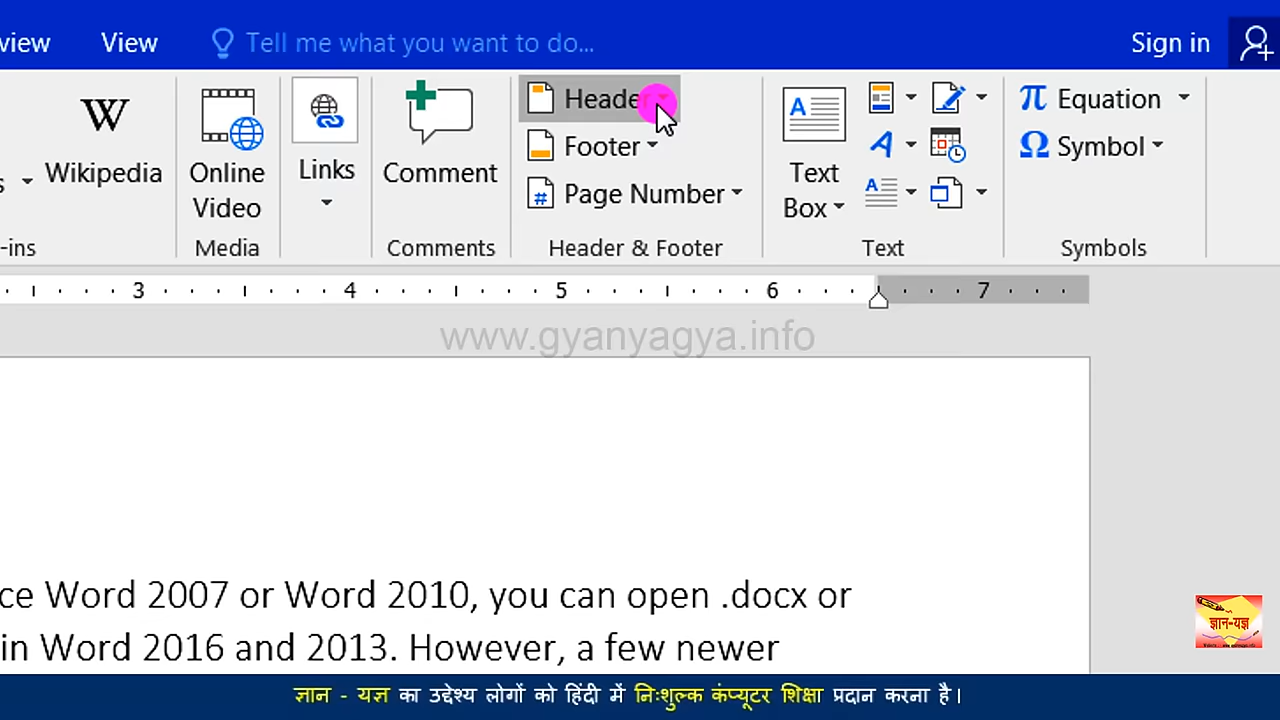 view View Tell me what you want to do... Sign in
W Header Equation
Footer A Symbol
Wikipedia Online Video Links Comment Page Number Text Box
-ins Media Comments Header & Footer Text Symbols
3 4 5 6 7
www.gyanyagya.info
ce Word 2007 or Word 2010, you can open .docx or
in Word 2016 and 2013. However, a few newer
ज्ञान-यज्ञ
ज्ञान - यज्ञ का उद्देश्य लोगों को हिंदी में निःशुल्क कंप्यूटर शिक्षा प्रदान करना है।